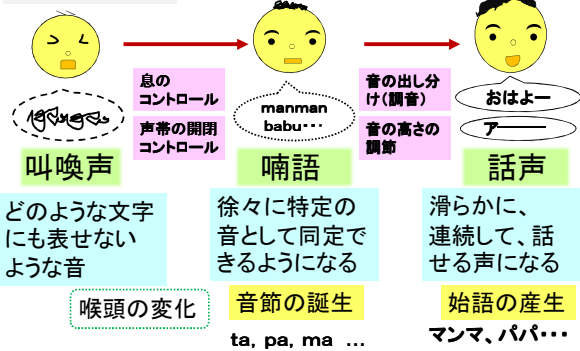 息の
コントロール
声帯の開閉
コントロール
manman
babu･･･
音の出し分
け(調音)
音の高さの
調節
おはよー
ア――
叫喚声
喃語
話声
どのような文字
にも表せない
ような音
徐々に特定の
音として同定で
きるようになる
滑らかに、
連続して、話
せる声になる
喉頭の変化
音節の誕生
始語の産生
ta, pa, ma …
マンマ、パパ･･･